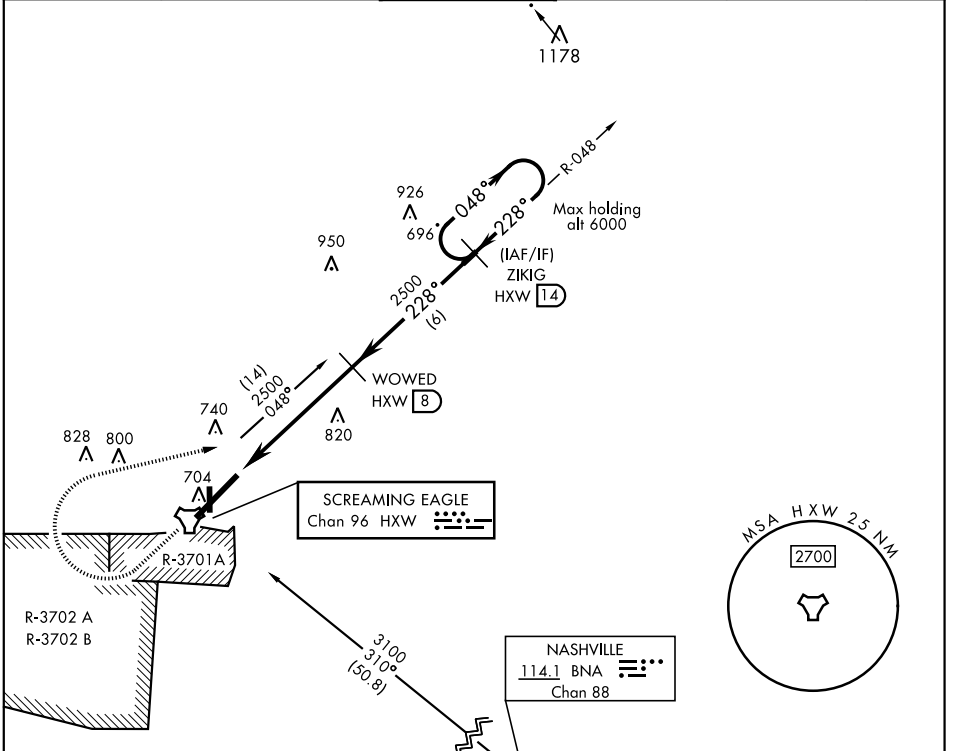 1178
R-048
048°
228°
Max holding
alt 6000
926
696
950
(IAF/IF)
ZIKIG
HXW 14
2500
228°
(6)
WOWED
HXW 8
(14)
2500
048°
740
820
828
800
704
SCREAMING EAGLE
Chan 96 HXW
R-3701A
R-3702 A
R-3702 B
MSA HXW 25 NM
2700
3100
310°
(50.8)
NASHVILLE
114.1 BNA
Chan 88